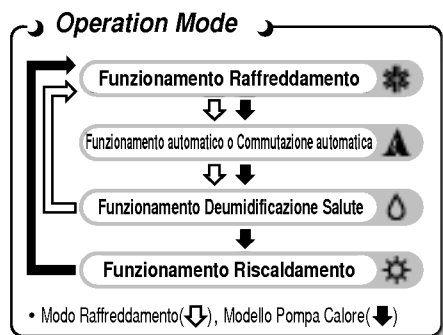 Operation Mode
Funzionamento Raffreddamento
Funzionamento automatico o Commutazione automatica
Funzionamento Deumidificazione Salute
Funzionamento Riscaldamento
• Modo Raffreddamento(⇩), Modello Pompa Calore(⬇)